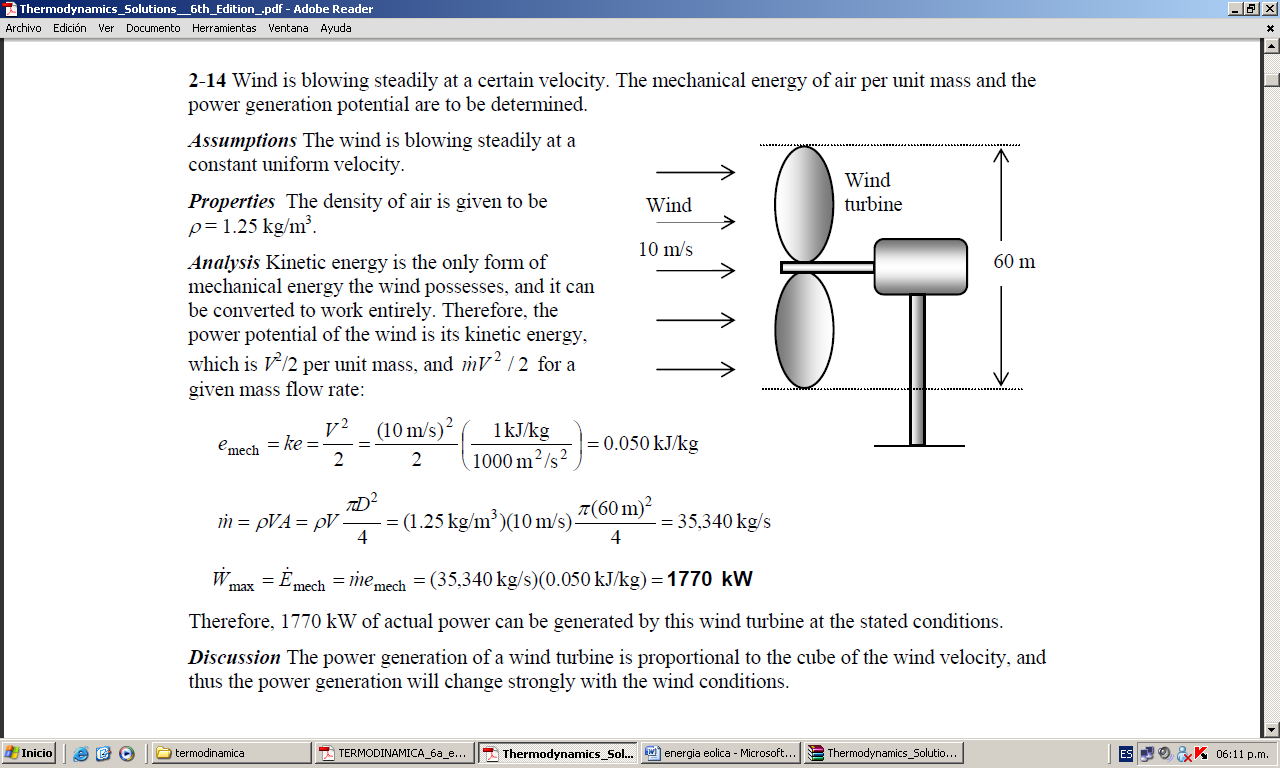 Thermodynamics_Solutions__6th_Edition_.pdf - Adobe Reader
Archivo Edición Ver Documento Herramientas Ventana Ayuda
2-14 Wind is blowing steadily at a certain velocity. The mechanical energy of air per unit mass and the
power generation potential are to be determined.
Assumptions The wind is blowing steadily at a
constant uniform velocity.
Properties The density of air is given to be
ρ = 1.25 kg/m³.
Analysis Kinetic energy is the only form of
mechanical energy the wind possesses, and it can
be converted to work entirely. Therefore, the
power potential of the wind is its kinetic energy,
which is V²/2 per unit mass, and ṁV² / 2 for a
given mass flow rate:
Wind
10 m/s
Wind
turbine
60 m
e_mech = ke = V²/2 = (10 m/s)²/2 (1 kJ/kg / 1000 m²/s²) = 0.050 kJ/kg
ṁ = ρVA = ρV πD²/4 = (1.25 kg/m³)(10 m/s) π(60 m)²/4 = 35,340 kg/s
Ẇ_max = Ė_mech = ṁe_mech = (35,340 kg/s)(0.050 kJ/kg) = 1770 kW
Therefore, 1770 kW of actual power can be generated by this wind turbine at the stated conditions.
Discussion The power generation of a wind turbine is proportional to the cube of the wind velocity, and
thus the power generation will change strongly with the wind conditions.
Inicio termodinamica TERMODINAMICA_6a_e... Thermodynamics_Sol... energia eolica - Microsoft... Thermodynamics_Solutio... ES 06:11 p.m.